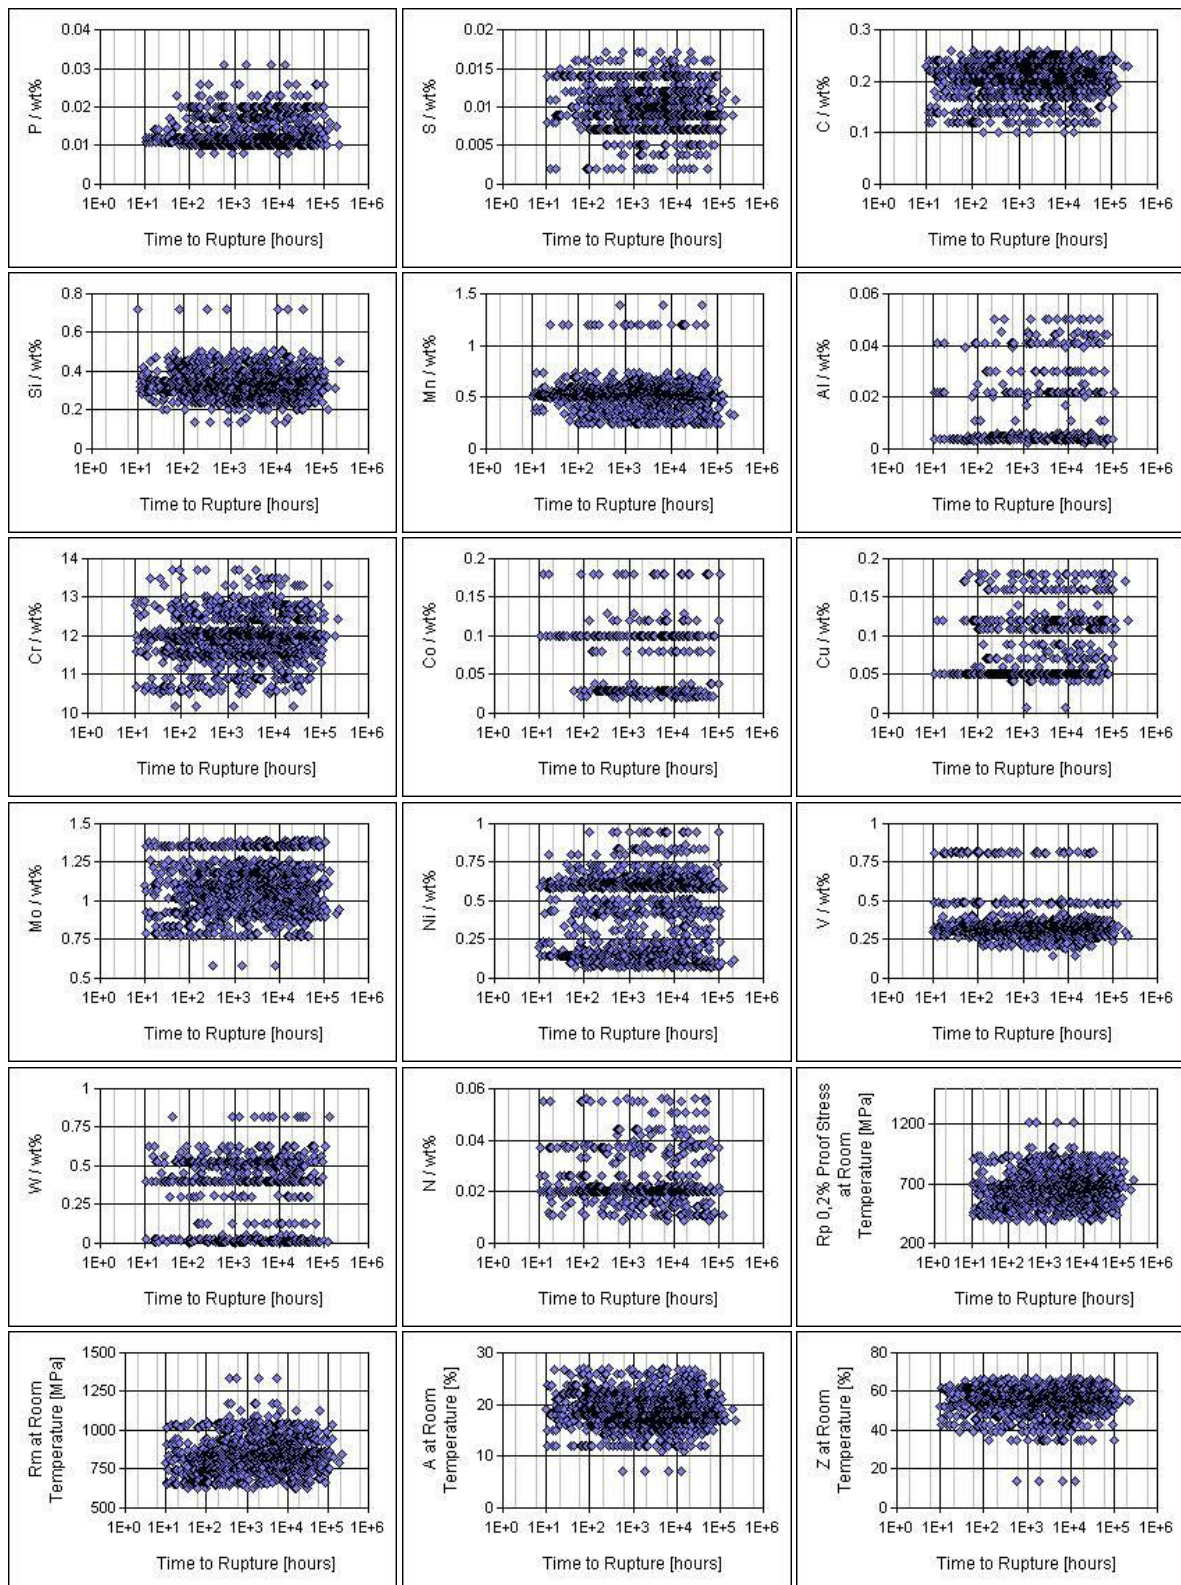 P / wt%
0.04
0.03
0.02
0.01
0
1E+0 1E+1 1E+2 1E+3 1E+4 1E+5 1E+6
Time to Rupture [hours]
S / wt%
0.02
0.015
0.01
0.005
0
1E+0 1E+1 1E+2 1E+3 1E+4 1E+5 1E+6
Time to Rupture [hours]
C / wt%
0.3
0.2
0.1
0
1E+0 1E+1 1E+2 1E+3 1E+4 1E+5 1E+6
Time to Rupture [hours]
Si / wt%
0.8
0.6
0.4
0.2
0
1E+0 1E+1 1E+2 1E+3 1E+4 1E+5 1E+6
Time to Rupture [hours]
Mn / wt%
1.5
1
0.5
0
1E+0 1E+1 1E+2 1E+3 1E+4 1E+5 1E+6
Time to Rupture [hours]
Al / wt%
0.06
0.04
0.02
0
1E+0 1E+1 1E+2 1E+3 1E+4 1E+5 1E+6
Time to Rupture [hours]
Cr / wt%
14
13
12
11
10
1E+0 1E+1 1E+2 1E+3 1E+4 1E+5 1E+6
Time to Rupture [hours]
Co / wt%
0.2
0.15
0.1
0.05
0
1E+0 1E+1 1E+2 1E+3 1E+4 1E+5 1E+6
Time to Rupture [hours]
Cu / wt%
0.2
0.15
0.1
0.05
0
1E+0 1E+1 1E+2 1E+3 1E+4 1E+5 1E+6
Time to Rupture [hours]
Mo / wt%
1.5
1.25
1
0.75
0.5
1E+0 1E+1 1E+2 1E+3 1E+4 1E+5 1E+6
Time to Rupture [hours]
Ni / wt%
1
0.75
0.5
0.25
0
1E+0 1E+1 1E+2 1E+3 1E+4 1E+5 1E+6
Time to Rupture [hours]
V / wt%
1
0.75
0.5
0.25
0
1E+0 1E+1 1E+2 1E+3 1E+4 1E+5 1E+6
Time to Rupture [hours]
W / wt%
1
0.75
0.5
0.25
0
1E+0 1E+1 1E+2 1E+3 1E+4 1E+5 1E+6
Time to Rupture [hours]
N / wt%
0.06
0.04
0.02
0
1E+0 1E+1 1E+2 1E+3 1E+4 1E+5 1E+6
Time to Rupture [hours]
Rp 0,2% Proof Stress
at Room
Temperature [MPa]
1200
700
200
1E+0 1E+1 1E+2 1E+3 1E+4 1E+5 1E+6
Time to Rupture [hours]
Rm at Room
Temperature [MPa]
1500
1250
1000
750
500
1E+0 1E+1 1E+2 1E+3 1E+4 1E+5 1E+6
Time to Rupture [hours]
A at Room
Temperature [%]
30
20
10
0
1E+0 1E+1 1E+2 1E+3 1E+4 1E+5 1E+6
Time to Rupture [hours]
Z at Room
Temperature [%]
80
60
40
20
0
1E+0 1E+1 1E+2 1E+3 1E+4 1E+5 1E+6
Time to Rupture [hours]